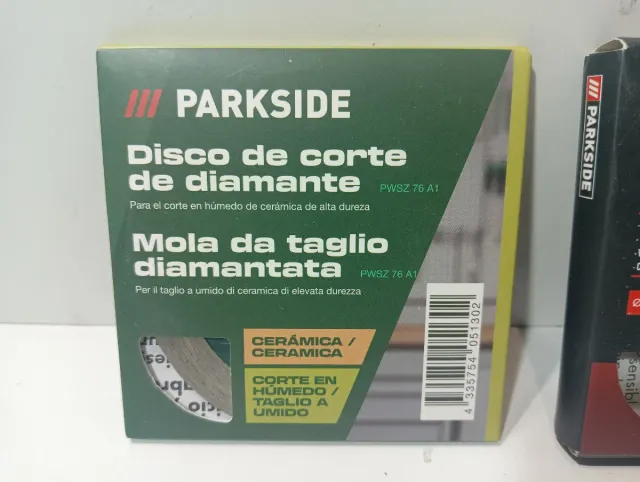 PARKSIDE
Disco de corte
de diamante PWSZ 76 A1
Para el corte en húmedo de cerámica de alta dureza
Mola da taglio
diamantata PWSZ 76 A1
Per il taglio a umido di ceramica di elevata durezza
CERÁMICA /
CERAMICA
CORTE EN
HÚMEDO /
TAGLIO A
UMIDO
4 335754 051302
PARKSIDE